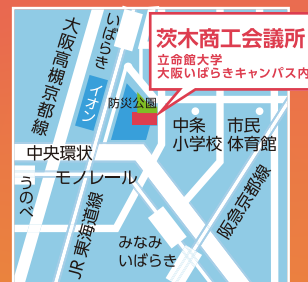 茨木商工会議所
立命館大学
大阪いばらきキャンパス内
いばらき
大阪高槻京都線
イオン
防災公園
中条
小学校
市民
体育館
中央環状
モノレール
うのべ
JR東海道線
みなみ
いばらき
阪急京都線